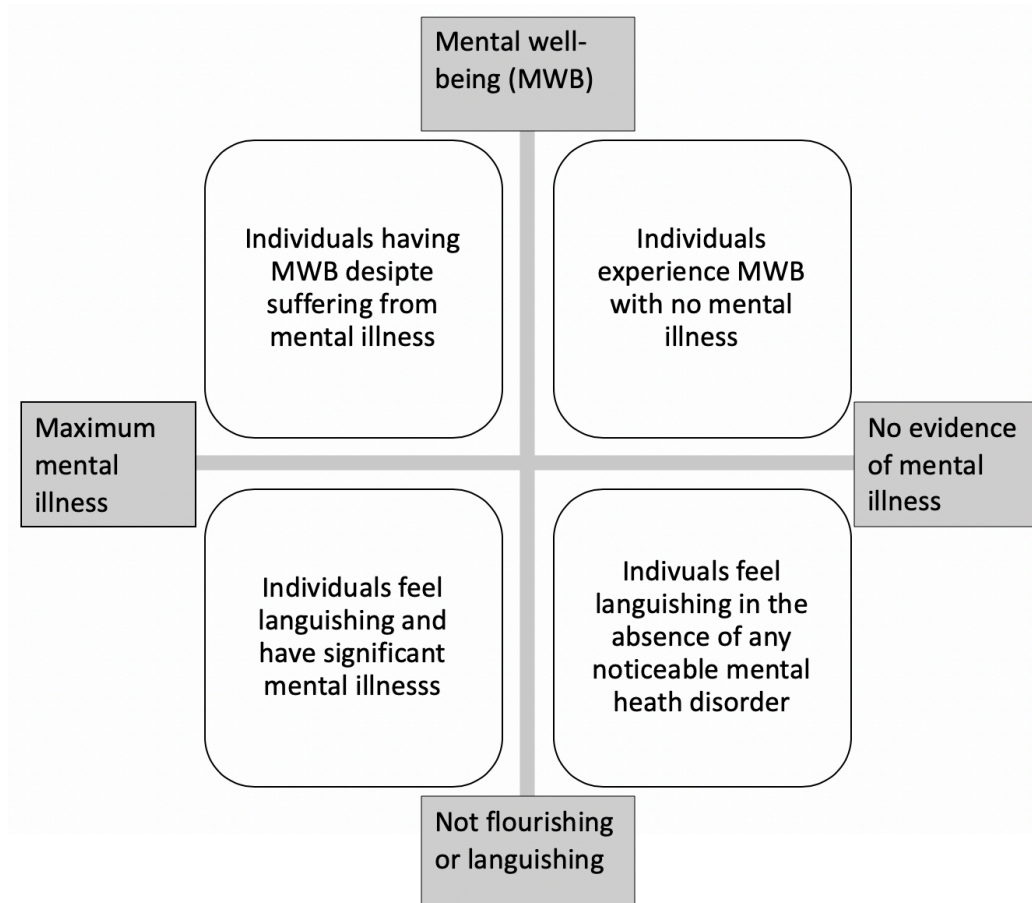 Mental well-
being (MWB)
Individuals having
MWB desipte
suffering from
mental illness
Individuals
experience MWB
with no mental
illness
Maximum
mental
illness
No evidence
of mental
illness
Individuals feel
languishing and
have significant
mental illnesss
Indivuals feel
languishing in the
absence of any
noticeable mental
heath disorder
Not flourishing
or languishing